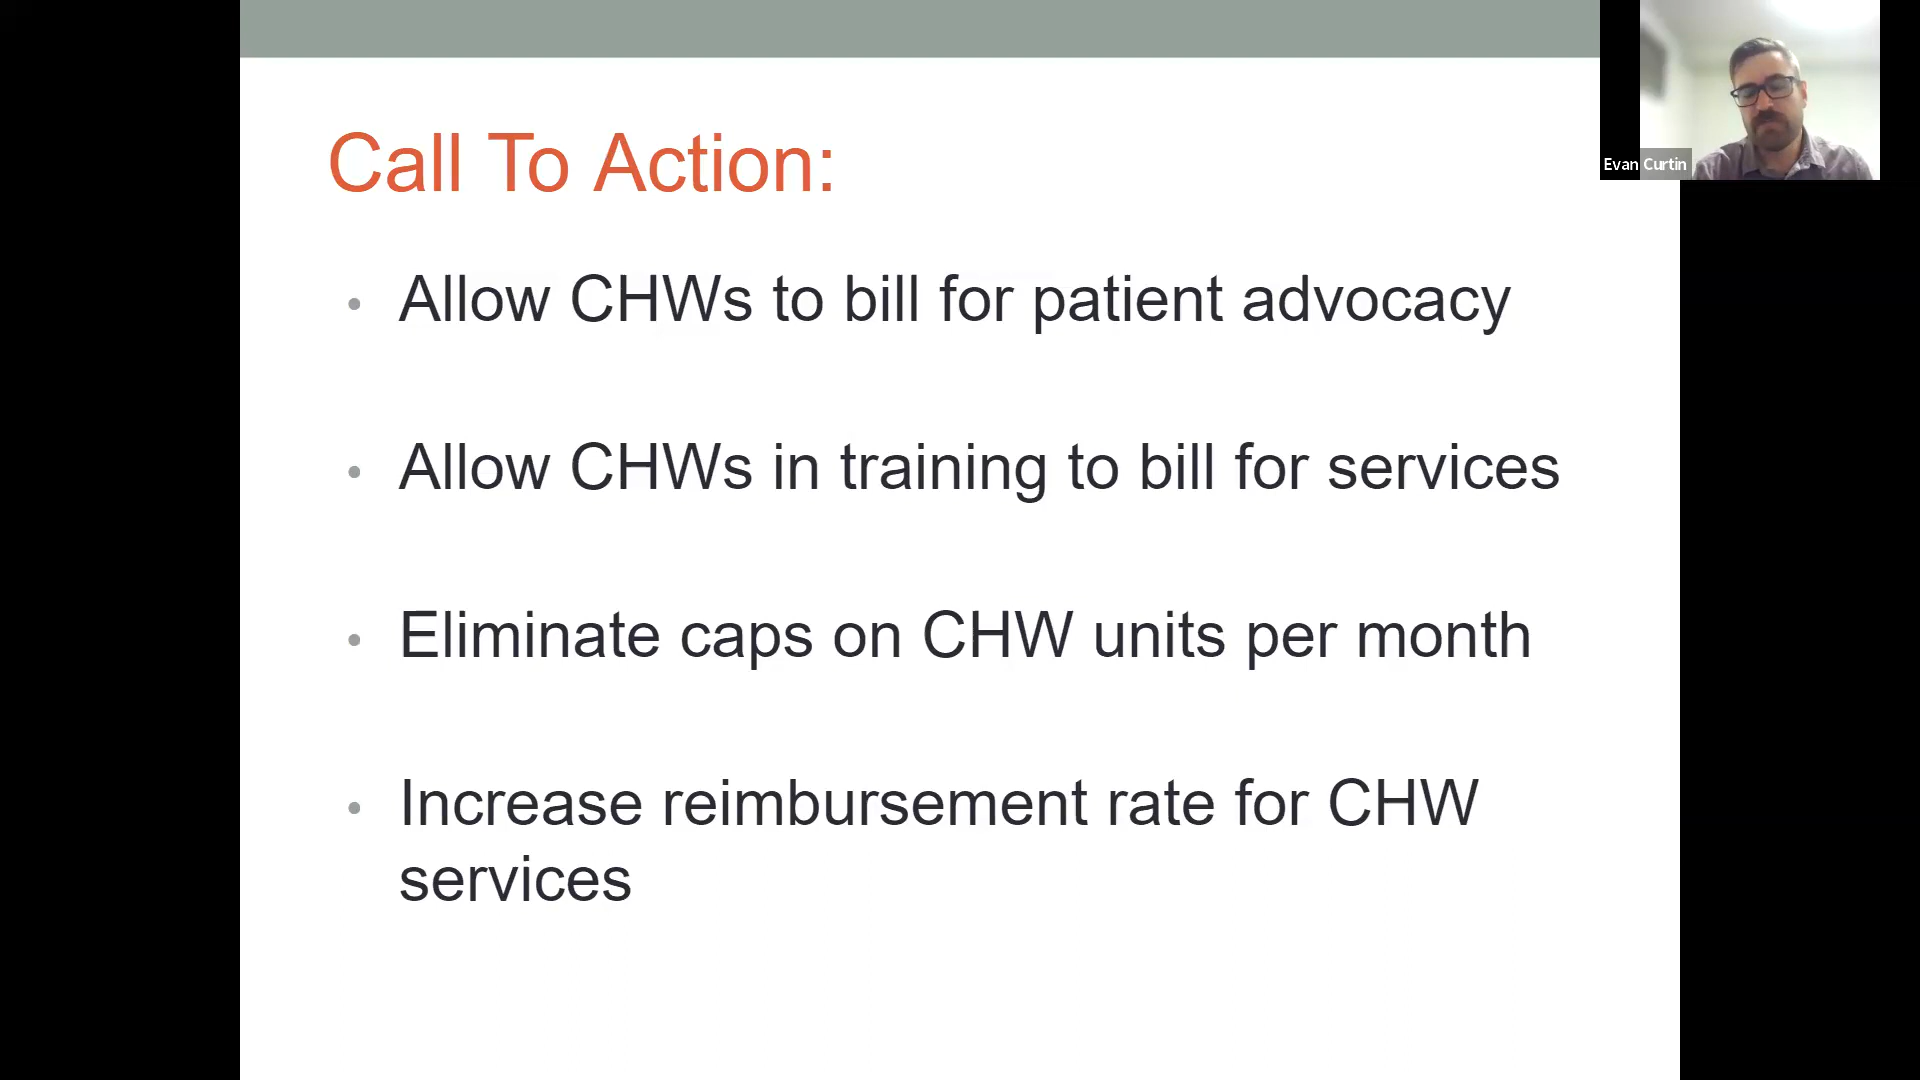 Call To Action:
• Allow CHWs to bill for patient advocacy
• Allow CHWs in training to bill for services
• Eliminate caps on CHW units per month
• Increase reimbursement rate for CHW
services
Evan Curtin